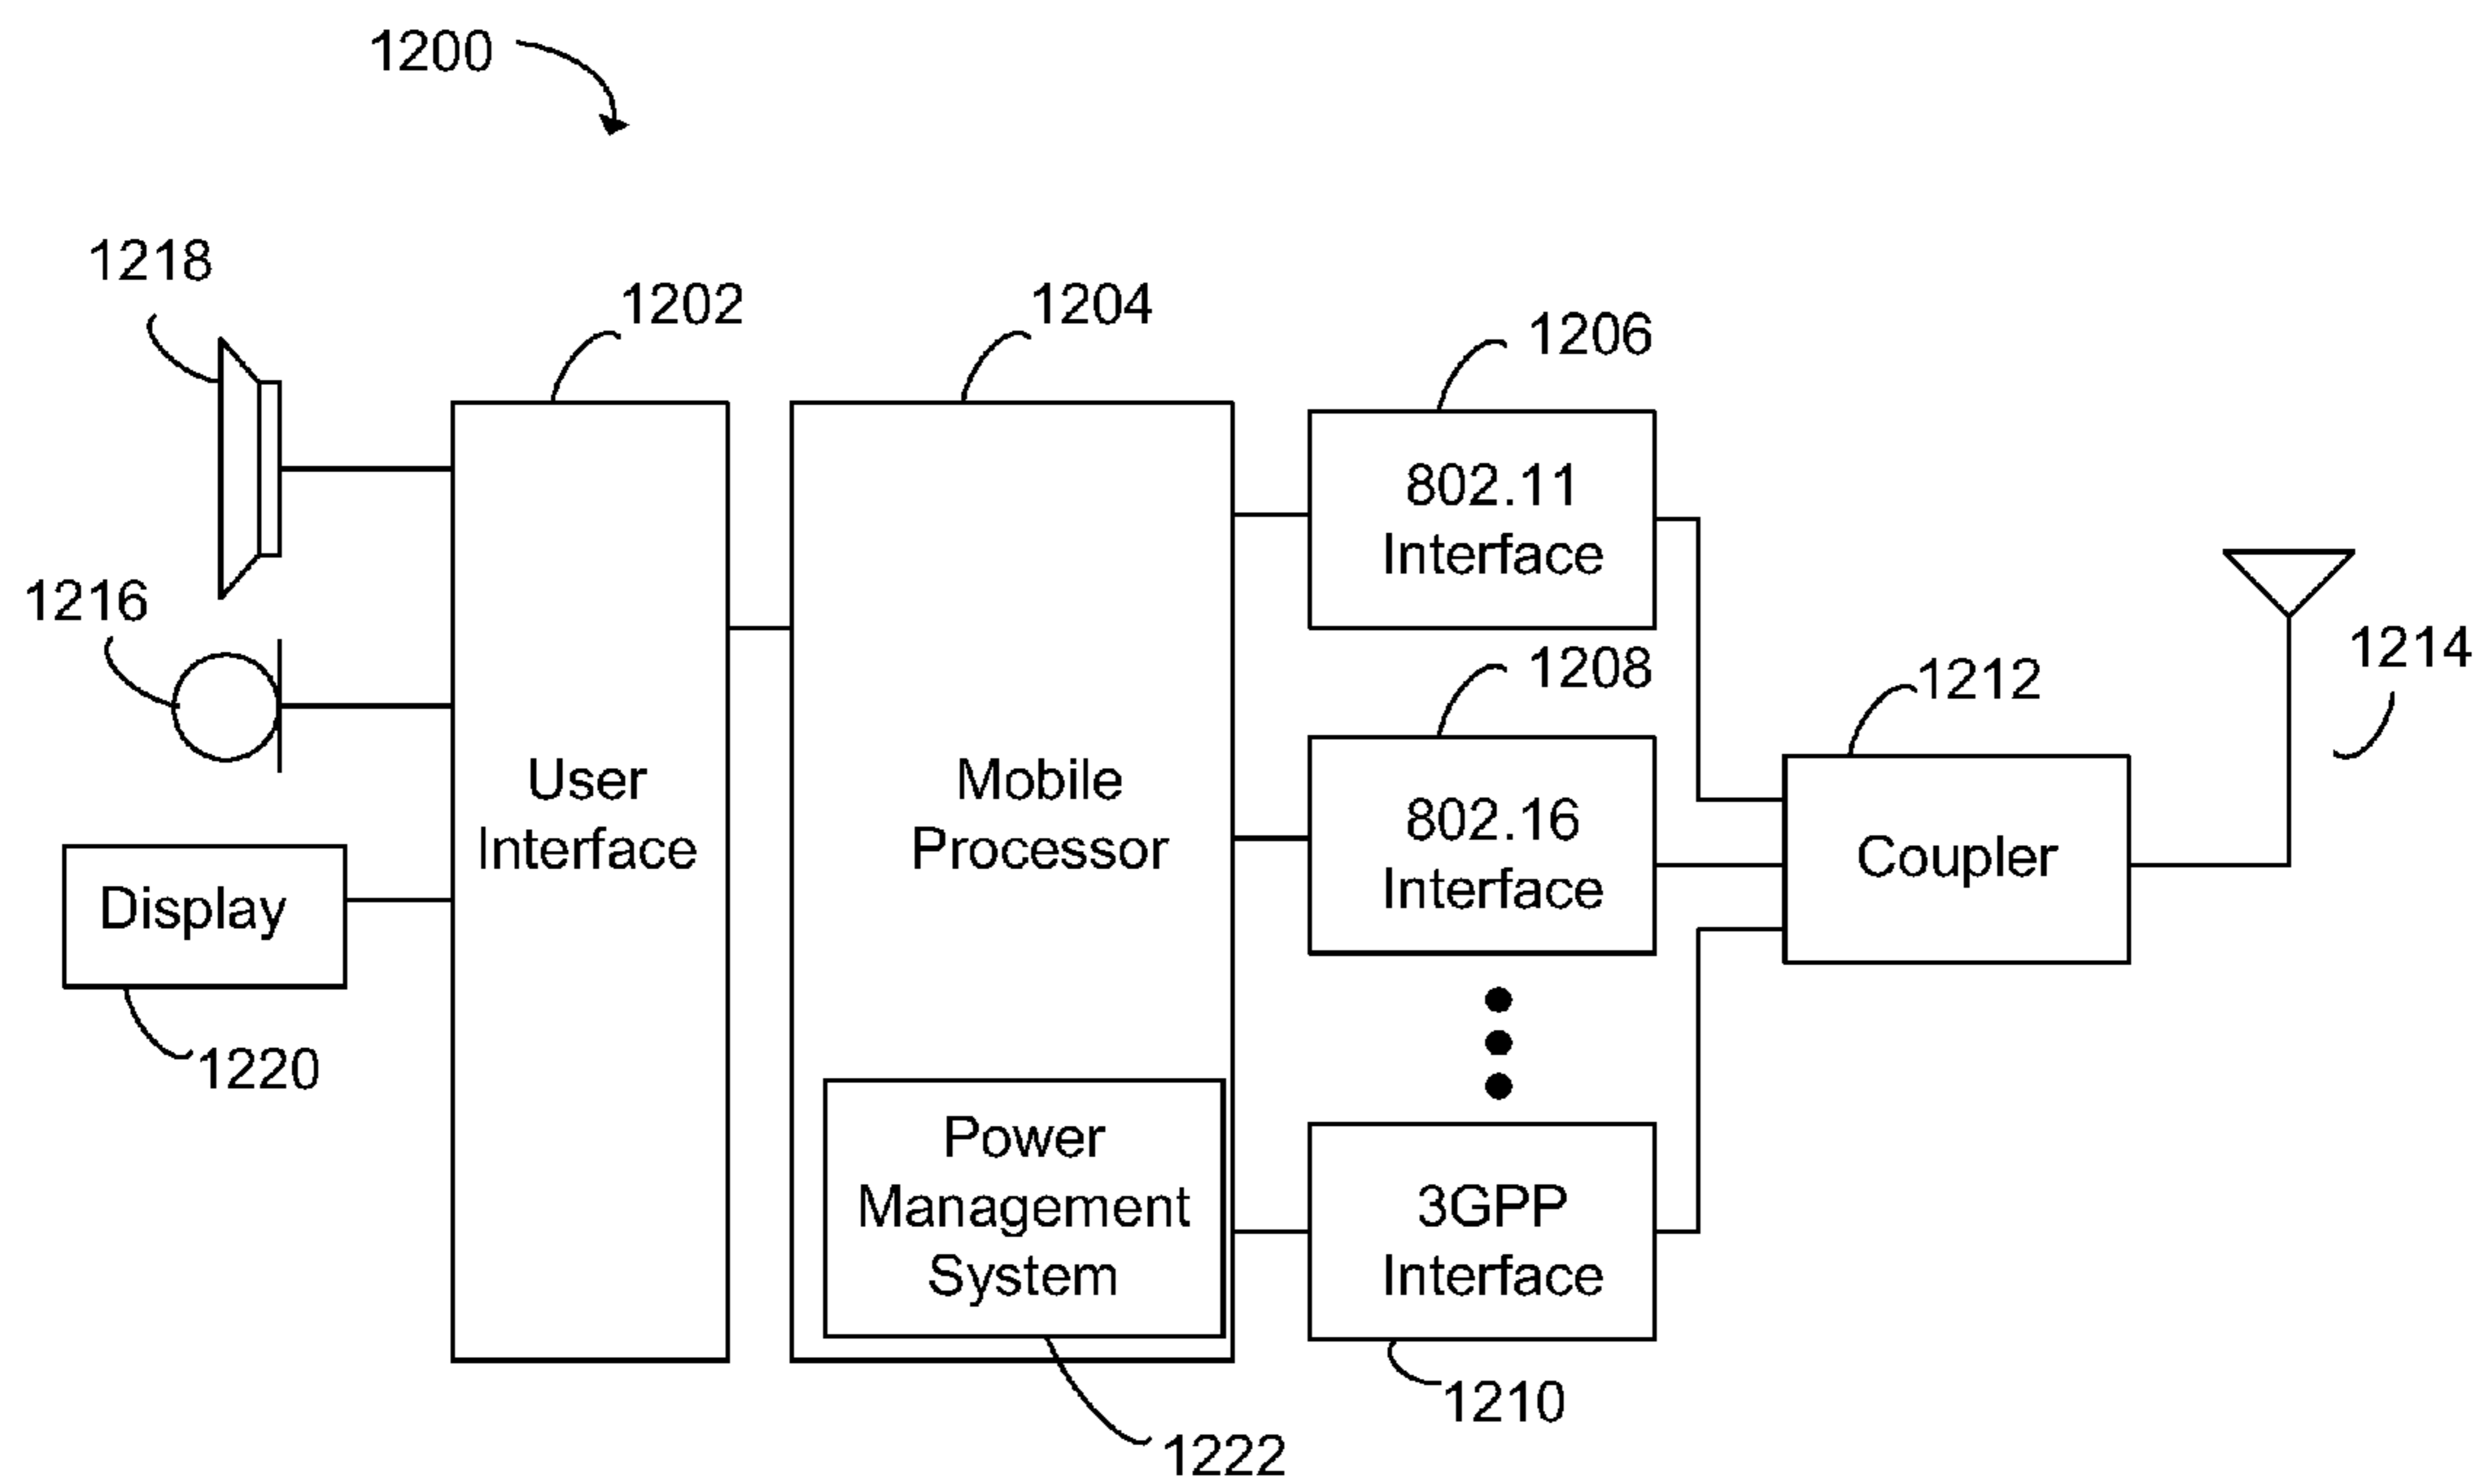 1200
1218
1202
1204
1206
802.11
Interface
1216
1208
1214
1212
User
Interface
Mobile
Processor
802.16
Interface
Coupler
Display
1220
Power
Management
System
3GPP
Interface
1210
1222